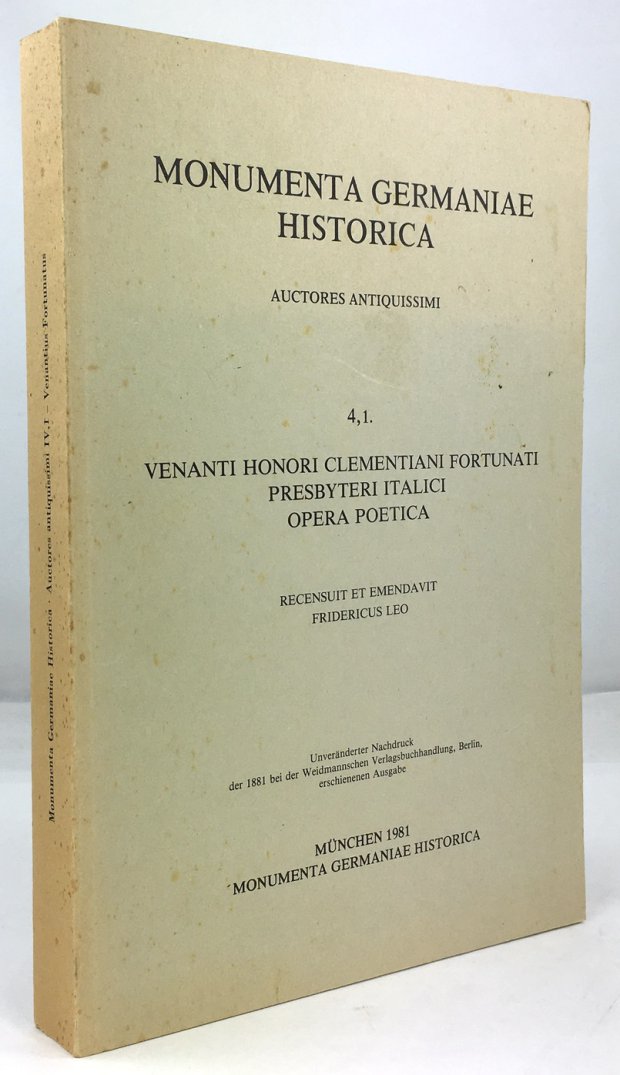 MONUMENTA GERMANIAE
HISTORICA
AUCTORES ANTIQUISSIMI
4,1.
VENANTI HONORI CLEMENTIANI FORTUNATI
PRESBYTERI ITALICI
OPERA POETICA
RECENSUIT ET EMENDAVIT
FRIDERICUS LEO
Unveränderter Nachdruck
der 1881 bei der Weidmannschen Verlagsbuchhandlung, Berlin,
erschienenen Ausgabe
MÜNCHEN 1981
MONUMENTA GERMANIAE HISTORICA
Monumenta Germaniae Historica · Auctores antiquissimi IV,1 – Venantius Fortunatus